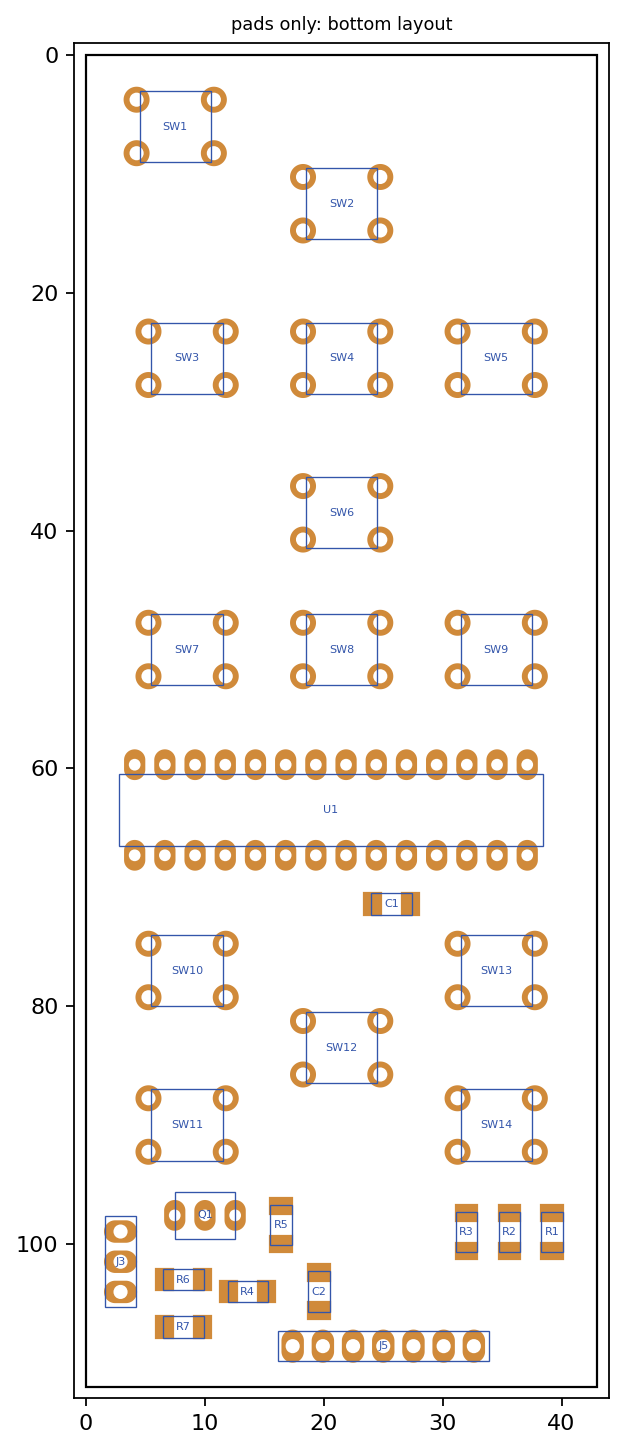 pads only: bottom layout
0
SW1
SW2
20
SW3 SW4 SW5
SW6
40
SW7 SW8 SW9
60
U1
C1
SW10 SW13
80
SW12
SW11 SW14
Q1
R5
R3 R2 R1
100
J3
R6
R4 C2
R7
J5
0 10 20 30 40